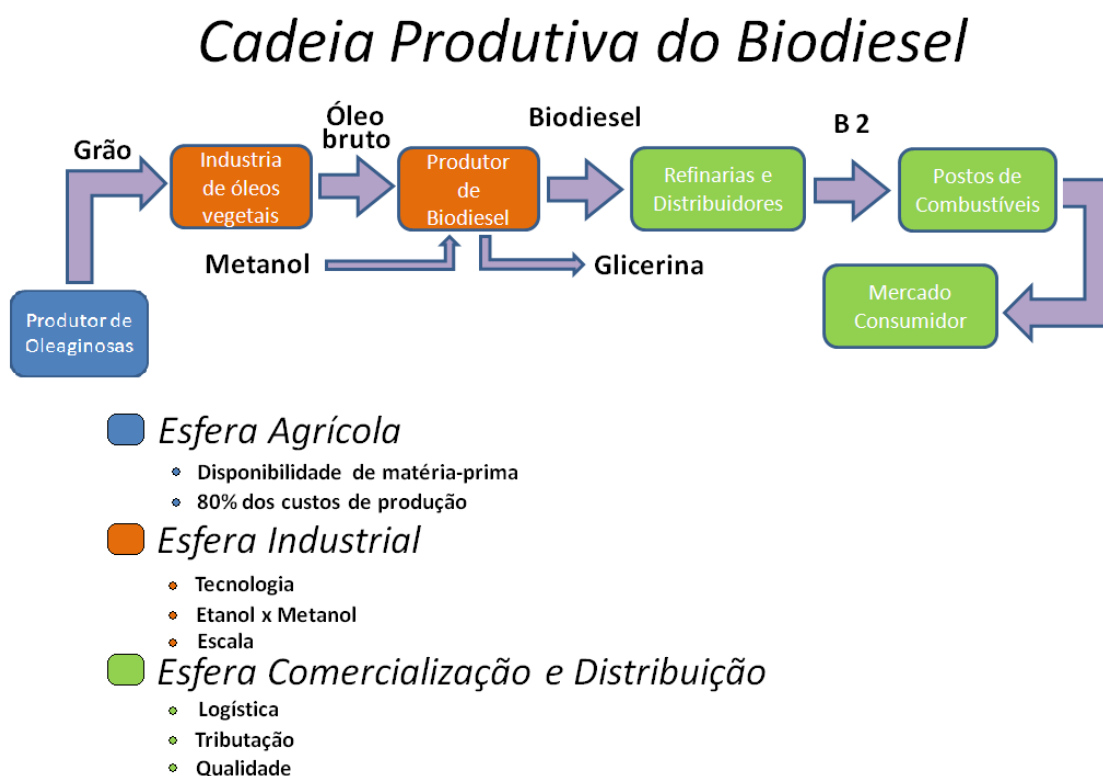 Cadeia Produtiva do Biodiesel
Grão
Industria
de óleos
vegetais
Óleo
bruto
Produtor
de
Biodiesel
Biodiesel
Refinarias e
Distribuidores
B 2
Postos de
Combustíveis
Metanol
Glicerina
Produtor de
Oleaginosas
Mercado
Consumidor
Esfera Agrícola
Disponibilidade de matéria-prima
80% dos custos de produção
Esfera Industrial
Tecnologia
Etanol x Metanol
Escala
Esfera Comercialização e Distribuição
Logística
Tributação
Qualidade